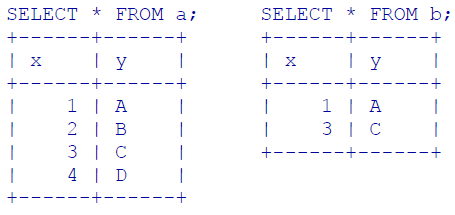 SELECT * FROM a;    SELECT * FROM b;
+------+------+    +------+------+
| x    | y    |    | x    | y    |
+------+------+    +------+------+
|    1 | A    |    |    1 | A    |
|    2 | B    |    |    3 | C    |
|    3 | C    |    +------+------+
|    4 | D    |
+------+------+